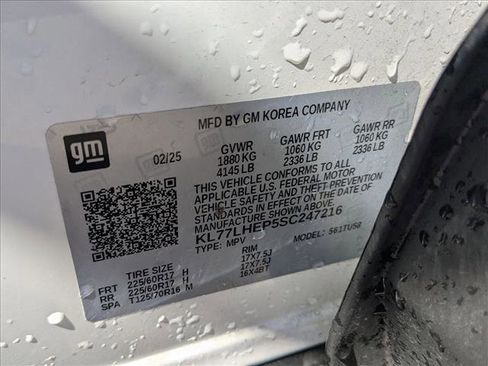 MFD BY GM KOREA COMPANY
gm
02/25
GVWR GAWR FRT GAWR RR
1880 KG 1060 KG 1060 KG
4145 LB 2336 LB 2336 LB
THIS VEHICLE CONFORMS TO ALL
APPLICABLE U.S. FEDERAL MOTOR
VEHICLE SAFETY AND THEFT-PREVENTION
STANDARDS IN EFFECT ON THE DATE OF
MANUFACTURE SHOWN ABOVE.
KL77LHEP5SC247216
TYPE: MPV MODEL: 561TUS8
TIRE SIZE RIM
FRT 225/60R17 H 17X7.5J
RR 225/60R17 H 17X7.5J
SPA T125/70R16 M 16X4BT